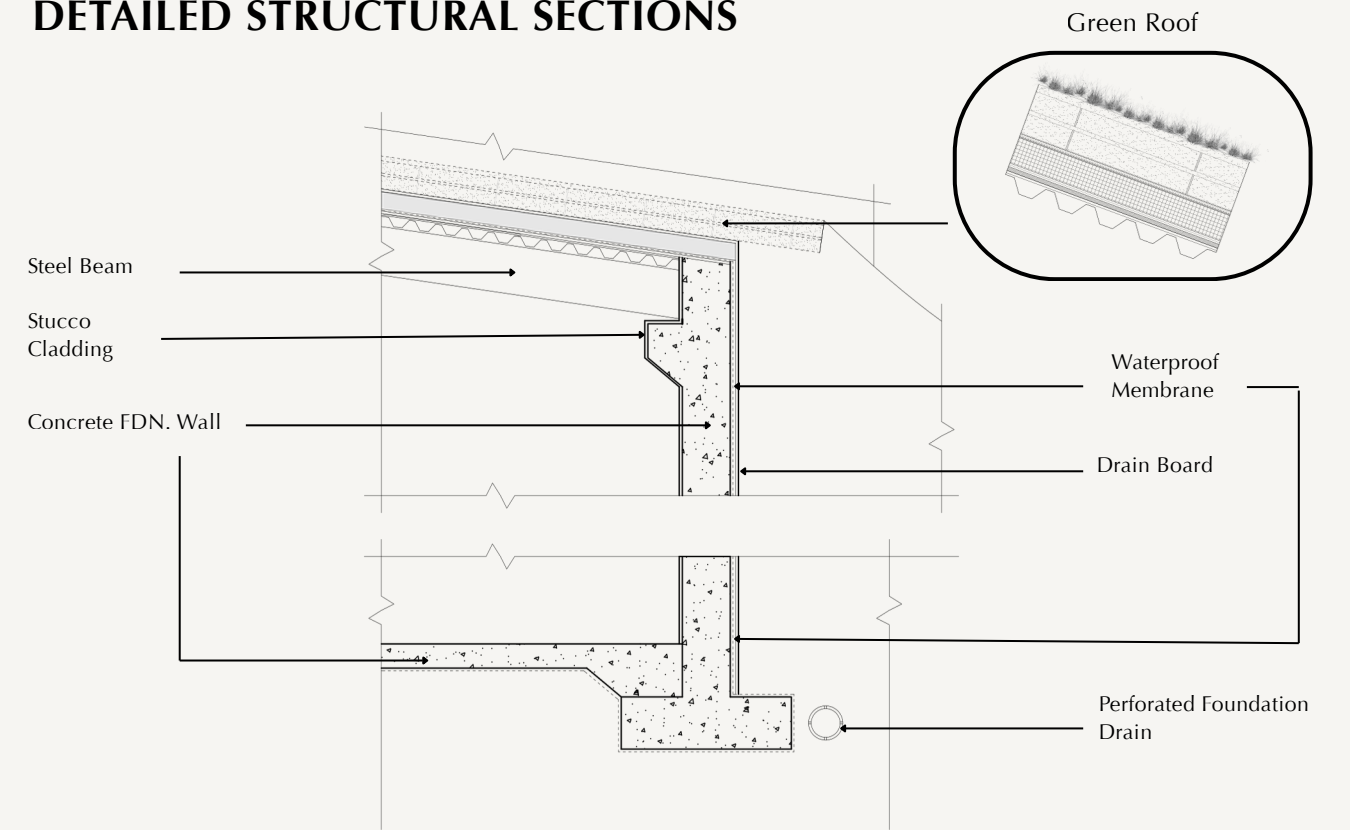 DETAILED STRUCTURAL SECTIONS
Green Roof
Steel Beam
Stucco
Cladding
Concrete FDN. Wall
Waterproof
Membrane
Drain Board
Perforated Foundation
Drain